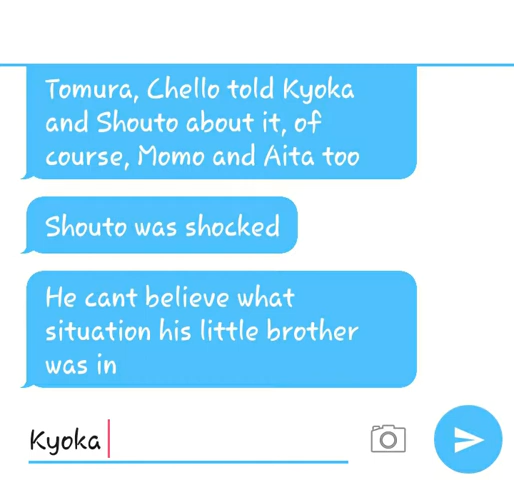 Tomura, Chello told Kyoka
and Shouto about it, of
course, Momo and Aita too
Shouto was shocked
He cant believe what
situation his little brother
was in
Kyoka